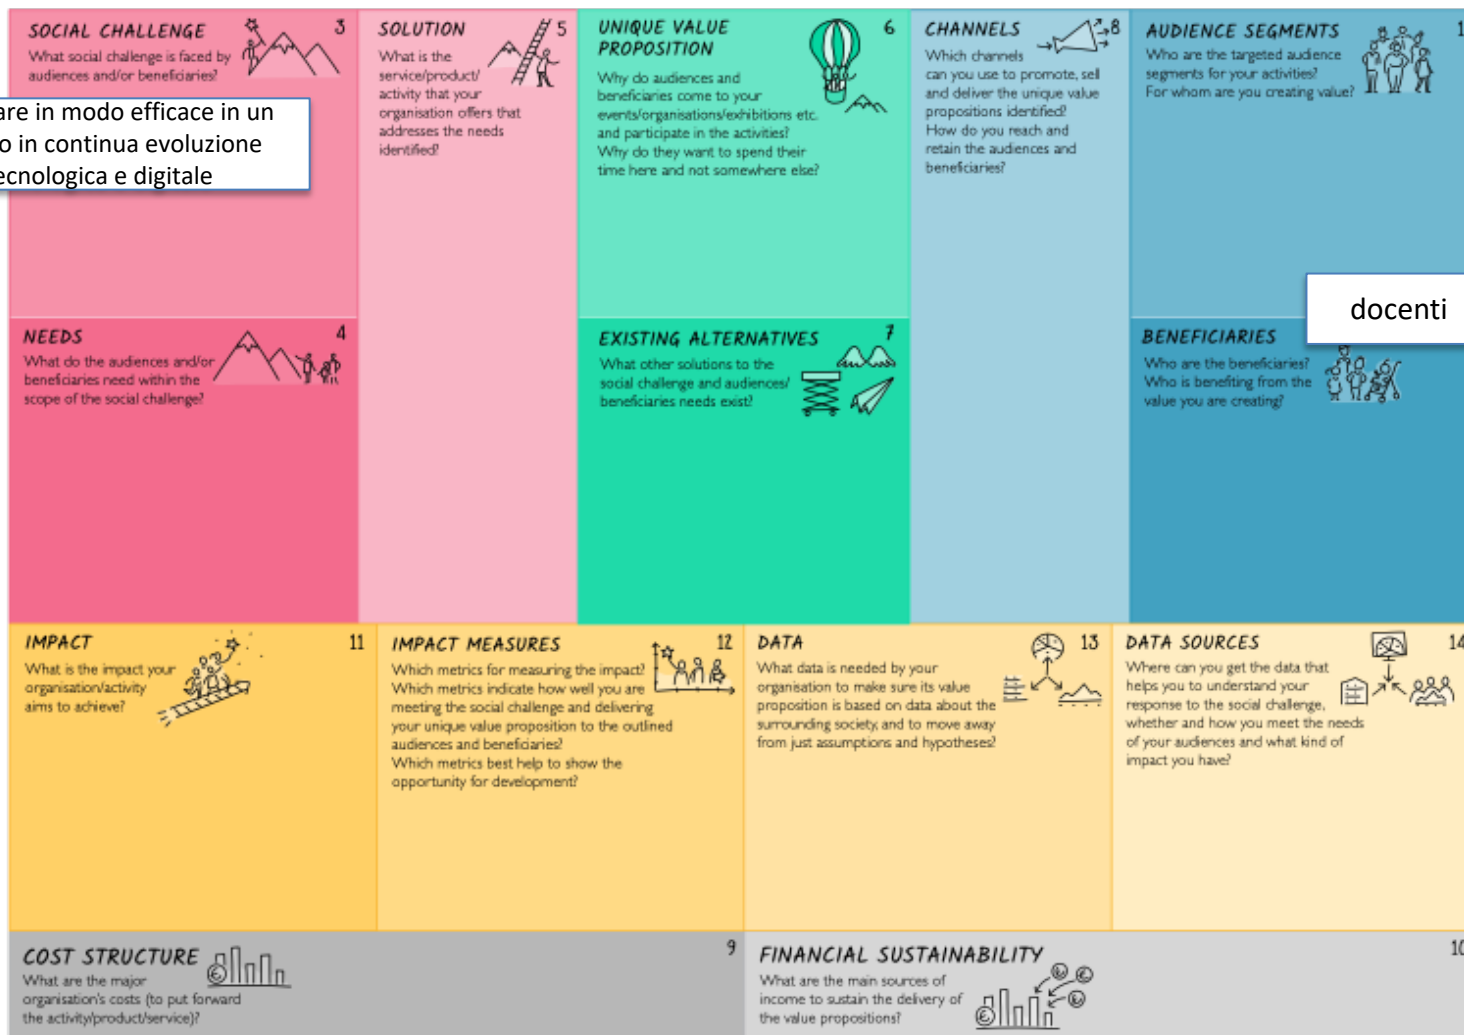 SOCIAL CHALLENGE
3
What social challenge is faced by
audiences and/or beneficiaries?
are in modo efficace in un
o in continua evoluzione
ecnologica e digitale
NEEDS
4
What do the audiences and/or
beneficiaries need within the
scope of the social challenge?
SOLUTION
5
What is the
service/product/
activity that your
organisation offers that
addresses the needs
identified?
UNIQUE VALUE
PROPOSITION
6
Why do audiences and
beneficiaries come to your
events/organisations/exhibitions etc.
and participate in the activities?
Why do they want to spend their
time here and not somewhere else?
EXISTING ALTERNATIVES
7
What other solutions to the
social challenge and audiences/
beneficiaries needs exist?
CHANNELS
8
Which channels
can you use to promote, sell
and deliver the unique value
propositions identified?
How do you reach and
retain the audiences and
beneficiaries?
AUDIENCE SEGMENTS
1
Who are the targeted audience
segments for your activities?
For whom are you creating value?
docenti
BENEFICIARIES
Who are the beneficiaries?
Who is benefiting from the
value you are creating?
IMPACT
11
What is the impact your
organisation/activity
aims to achieve?
IMPACT MEASURES
12
Which metrics for measuring the impact?
Which metrics indicate how well you are
meeting the social challenge and delivering
your unique value proposition to the outlined
audiences and beneficiaries?
Which metrics best help to show the
opportunity for development?
DATA
13
What data is needed by your
organisation to make sure its value
proposition is based on data about the
surrounding society, and to move away
from just assumptions and hypotheses?
DATA SOURCES
14
Where can you get the data that
helps you to understand your
response to the social challenge,
whether and how you meet the needs
of your audiences and what kind of
impact you have?
COST STRUCTURE
9
What are the major
organisation's costs (to put forward
the activity/product/service)?
FINANCIAL SUSTAINABILITY
10
What are the main sources of
income to sustain the delivery of
the value propositions?